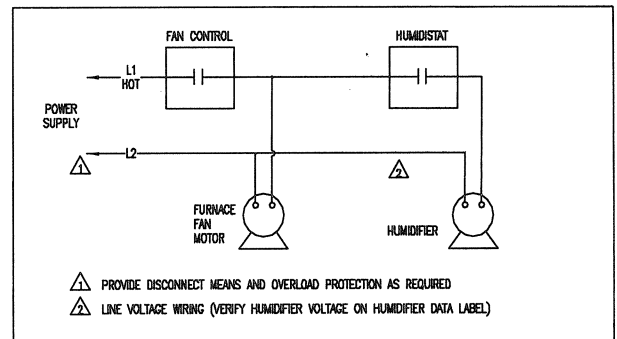 FAN CONTROL
HUMIDISTAT
L1
HOT
POWER
SUPPLY
L2
1
2
FURNACE
FAN
MOTOR
HUMIDIFIER
1 PROVIDE DISCONNECT MEANS AND OVERLOAD PROTECTION AS REQUIRED
2 LINE VOLTAGE WIRING (VERIFY HUMIDIFIER VOLTAGE ON HUMIDIFIER DATA LABEL)